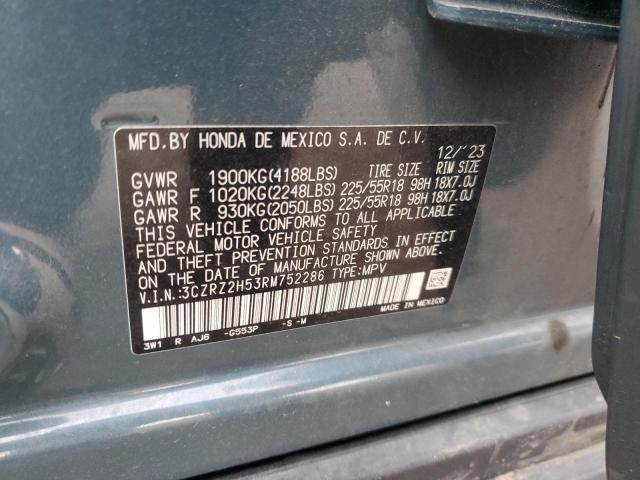 MFD.BY HONDA DE MEXICO S.A. DE C.V. 12/´23
GVWR 1900KG(4188LBS) TIRE SIZE RIM SIZE
GAWR F 1020KG(2248LBS) 225/55R18 98H 18X7.0J
GAWR R 930KG(2050LBS) 225/55R18 98H 18X7.0J
THIS VEHICLE CONFORMS TO ALL APPLICABLE
FEDERAL MOTOR VEHICLE SAFETY
AND THEFT PREVENTION STANDARDS IN EFFECT
ON THE DATE OF MANUFACTURE SHOWN ABOVE.
V.I.N.:3CZRZ2H53RM752286 TYPE:MPV
MADE IN MEXICO
3W1 R AJ6 -G553P -S -M